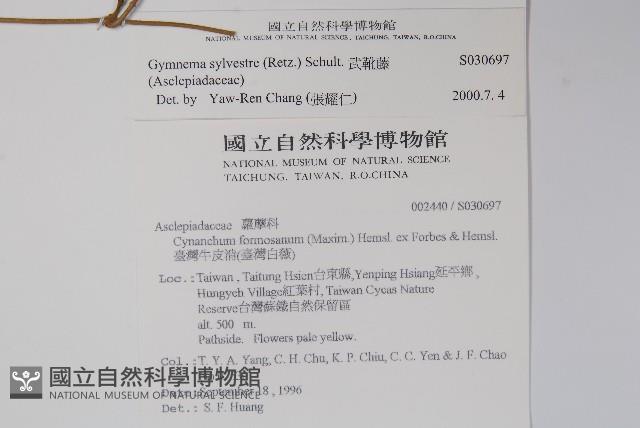 國立自然科學博物館
NATIONAL MUSEUM OF NATURAL SCIENCE, TAICHUNG, TAIWAN, R.O.CHINA
Gymnema sylvestre (Retz.) Schult. 武靴藤 S030697
(Asclepiadaceae)
Det. by Yaw-Ren Chang (張耀仁) 2000.7.4
國立自然科學博物館
NATIONAL MUSEUM OF NATURAL SCIENCE
TAICHUNG, TAIWAN, R.O.CHINA
002440 / S030697
Asclepiadaceae 蘿藦科
Cynanchum formosanum (Maxim.) Hemsl. ex Forbes & Hemsl.
臺灣牛皮消(臺灣白薇)
Loc.: Taiwan, Taitung Hsien台東縣, Yenping Hsiang延平鄉,
Hungyeh Village紅葉村, Taiwan Cycas Nature
Reserve台灣蘇鐵自然保留區
alt. 500 m.
Pathside. Flowers pale yellow.
Col.: T. Y. A. Yang, C. H. Chu, K. P. Chiu, C. C. Yen & J. F. Chao
Date: September 18, 1996
Det.: S. F. Huang
國立自然科學博物館
NATIONAL MUSEUM OF NATURAL SCIENCE